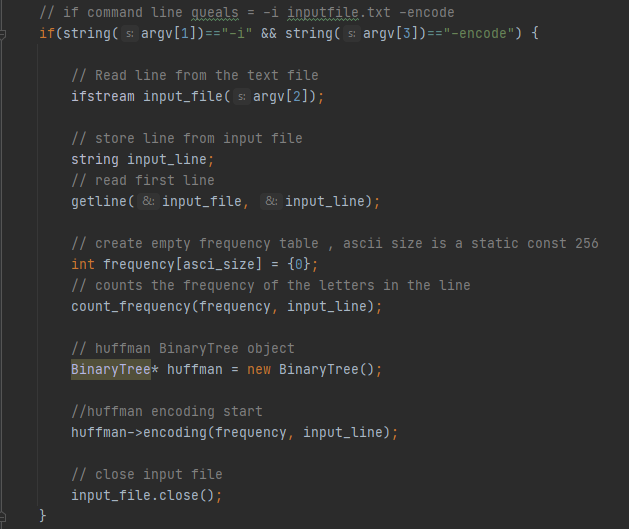 // if command line queals = -i inputfile.txt -encode
if(string( s: argv[1])=="-i" && string( s: argv[3])=="-encode") {
// Read line from the text file
ifstream input_file( s: argv[2]);
// store line from input file
string input_line;
// read first line
getline( &: input_file, &: input_line);
// create empty frequency table , ascii size is a static const 256
int frequency[asci_size] = {0};
// counts the frequency of the letters in the line
count_frequency(frequency, input_line);
// huffman BinaryTree object
BinaryTree* huffman = new BinaryTree();
//huffman encoding start
huffman->encoding(frequency, input_line);
// close input file
input_file.close();
}